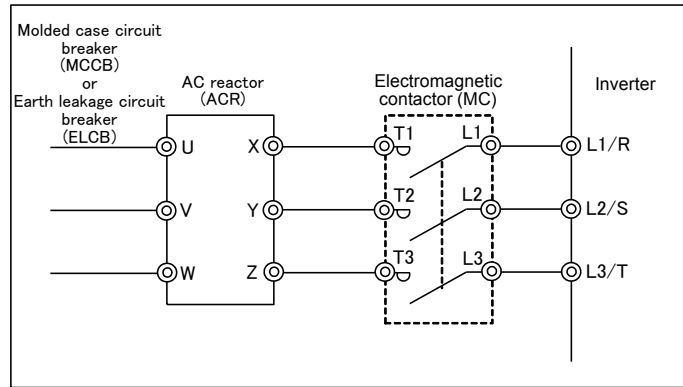 Molded case circuit
breaker
(MCCB)
or
Earth leakage circuit
breaker
(ELCB)
AC reactor
(ACR)
Electromagnetic
contactor (MC)
Inverter
U X T1 L1 L1/R
V Y T2 L2 L2/S
W Z T3 L3 L3/T